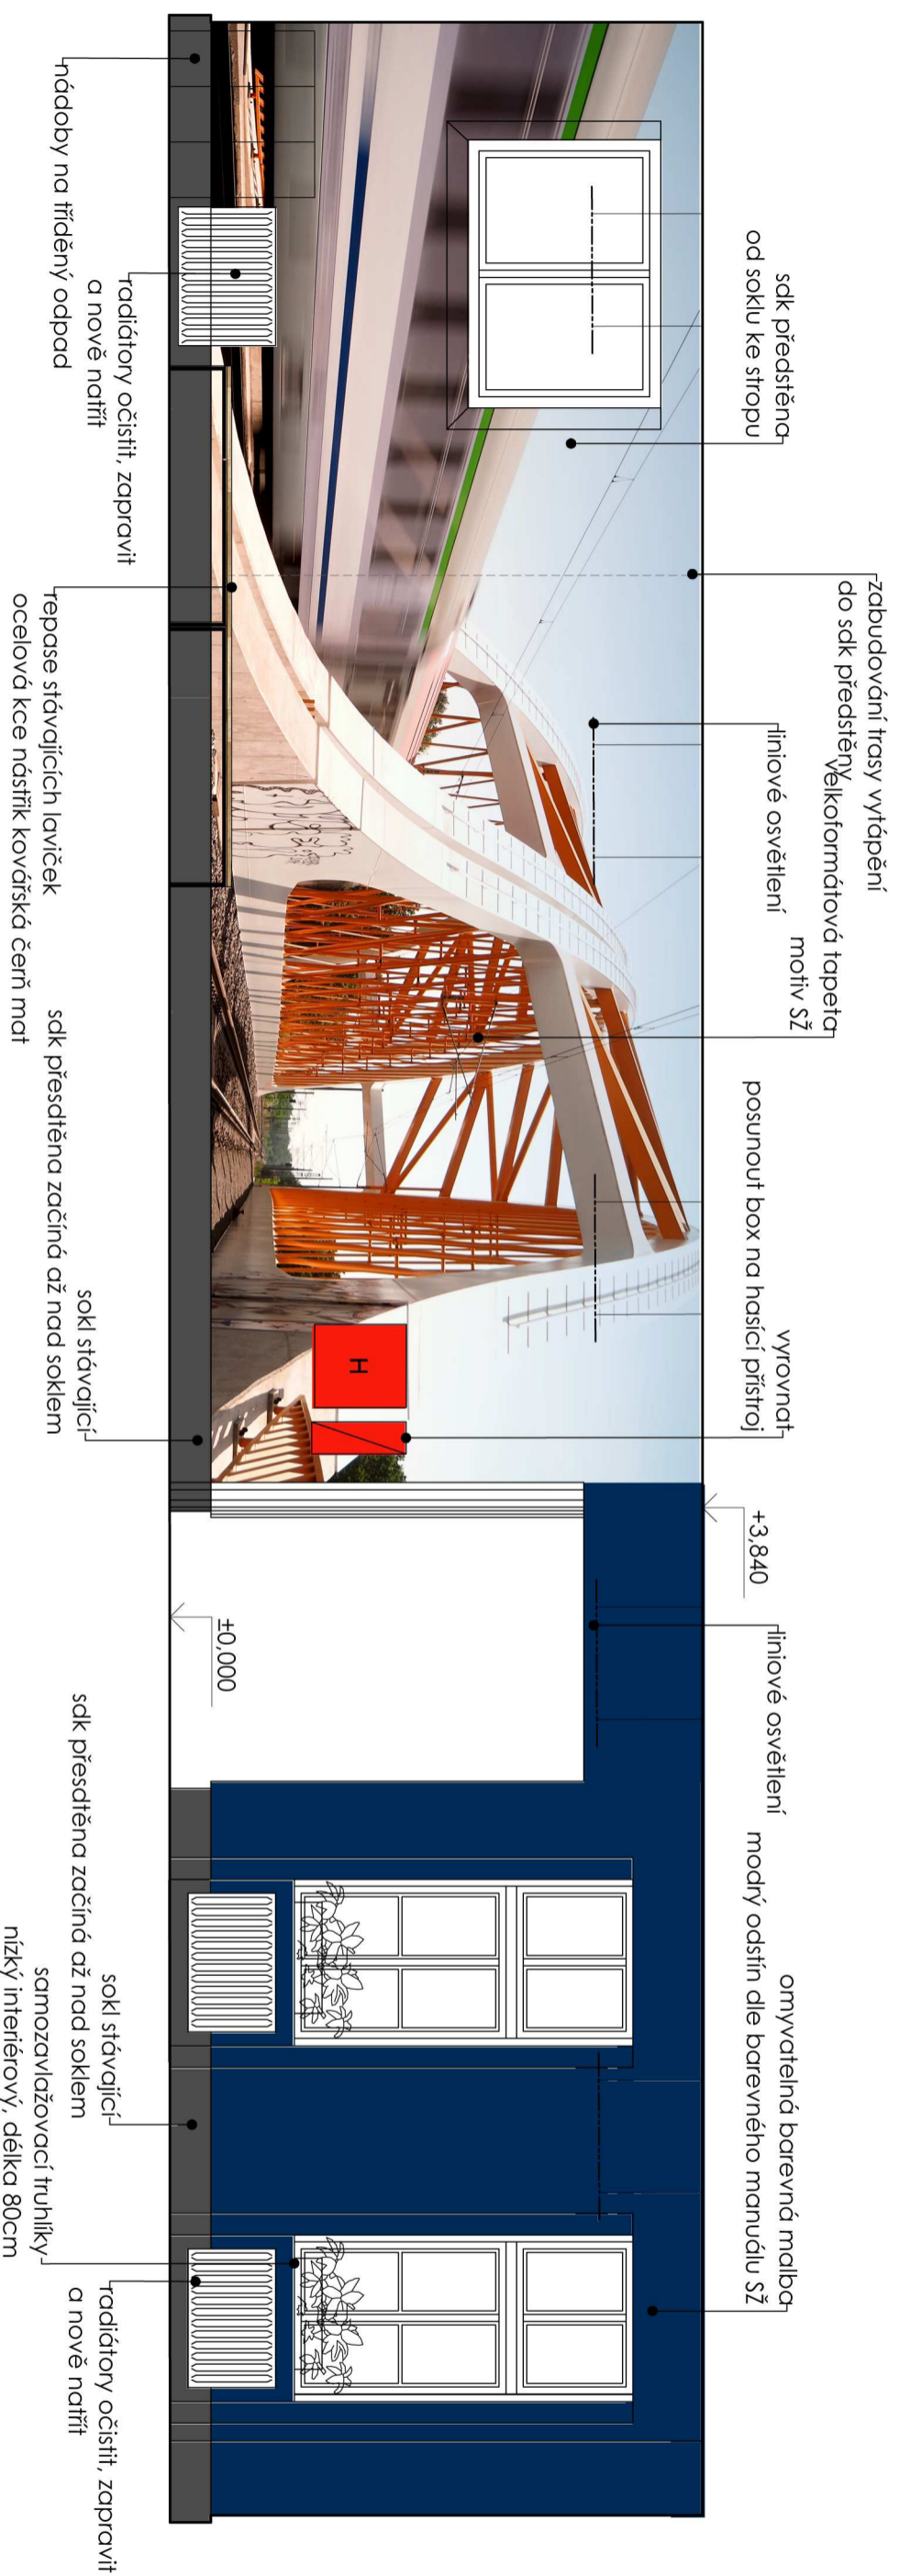 sdk předstěna
od soklu ke stropu
zabudování trasy vytápění
do sdk předstěny
liniové osvětlení
velkoformátová tapeta
motiv SŽ
vyrovnat
posunout box na hasící přístroj
+3,840
liniové osvětlení
omyvatelná barevná malba
modrý odstín dle barevného manuálu SŽ
H
±0,000
nádoby na tříděný odpad
radiátory očistit, zapravit
a nově natřít
repase stávajících laviček
ocelová kce nástřik kovářská čerň mat
sokl stávající
sdk přesdtěna začíná až nad soklem
sokl stávající
sdk přesdtěna začíná až nad soklem
samozavlažovací truhlíky
nízký interiérový, délka 80cm
radiátory očistit, zapravit
a nově natřít